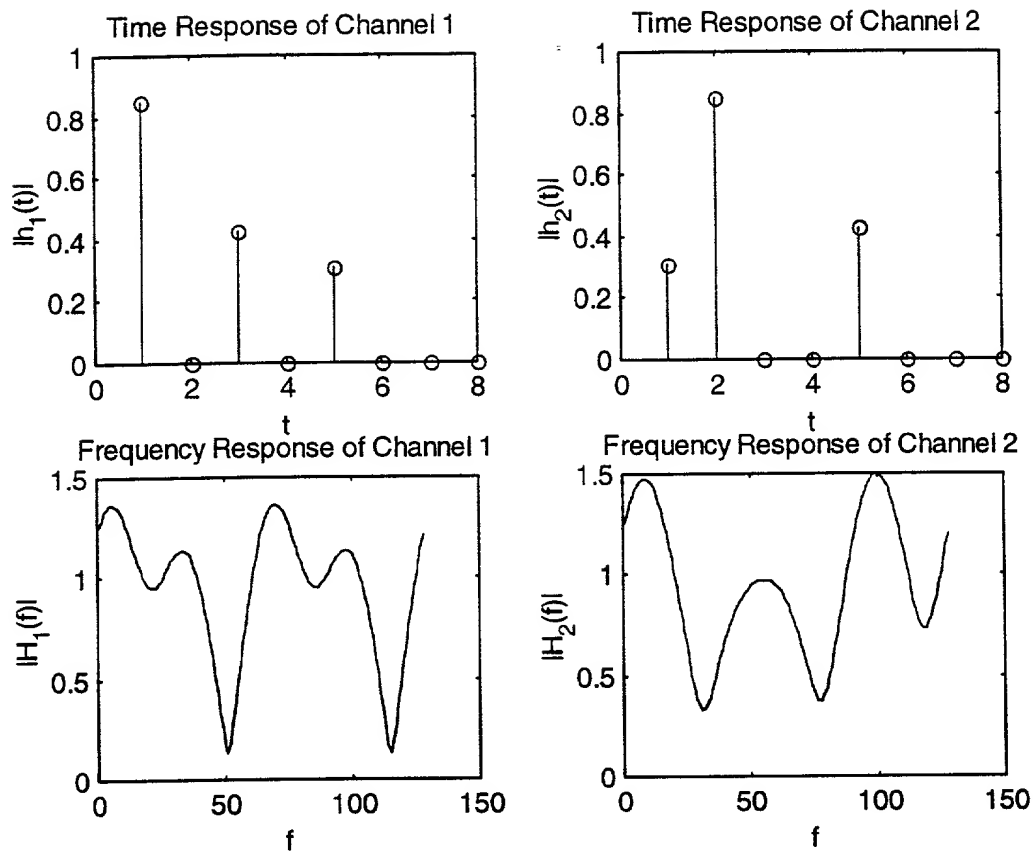 Time Response of Channel 1
1
0.8
0.6
0.4
0.2
0
0 2 4 6 8
|h1(t)|
t
Time Response of Channel 2
1
0.8
0.6
0.4
0.2
0
0 2 4 6 8
|h2(t)|
t
Frequency Response of Channel 1
1.5
1
0.5
0
0 50 100 150
|H1(f)|
f
Frequency Response of Channel 2
1.5
1
0.5
0
0 50 100 150
|H2(f)|
f